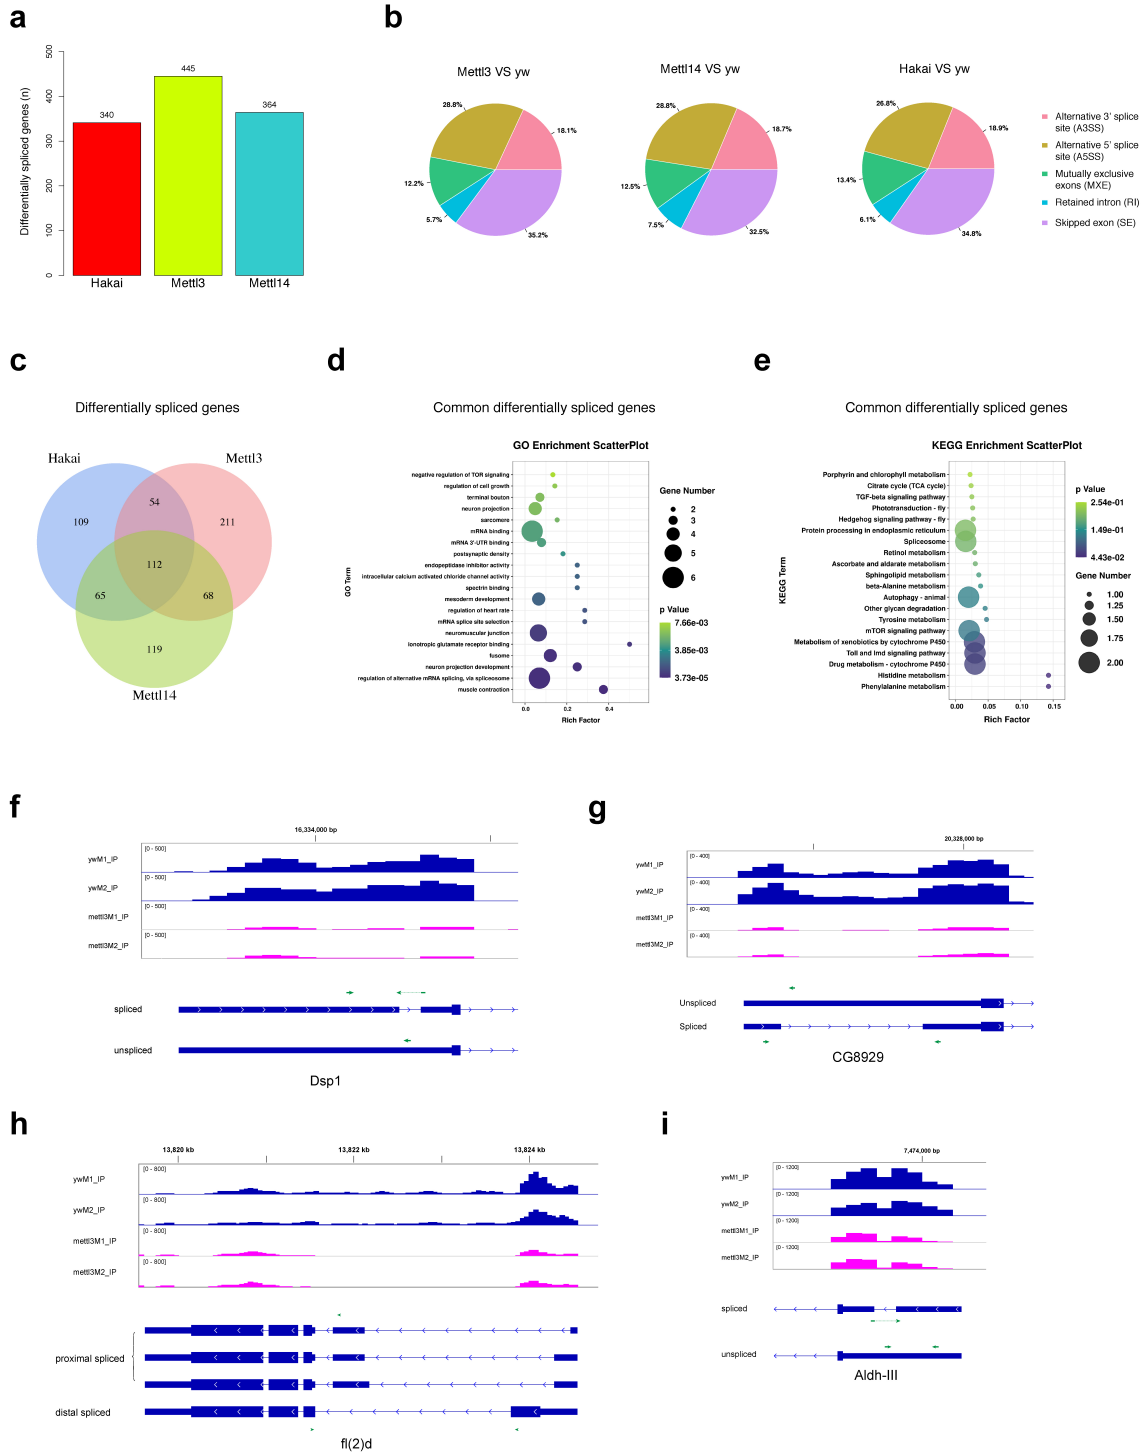 a
Differentially spliced genes (n)
500
400
300
200
100
0
340
445
364
Hakai
Mettl3
Mettl14
b
Mettl3 VS yw
28.8%
18.1%
12.2%
5.7%
35.2%
Mettl14 VS yw
28.8%
18.7%
12.5%
7.5%
32.5%
Hakai VS yw
26.8%
18.9%
13.4%
6.1%
34.8%
Alternative 3' splice
site (A3SS)
Alternative 5' splice
site (A5SS)
Mutually exclusive
exons (MXE)
Retained intron (RI)
Skipped exon (SE)
c
Differentially spliced genes
Hakai
Mettl3
54
109
211
112
65
68
119
Mettl14
d
Common differentially spliced genes
GO Enrichment ScatterPlot
GO Term
negative regulation of TOR signaling
regulation of cell growth
terminal bouton
neuron projection
sarcomere
mRNA binding
mRNA 3'-UTR binding
postsynaptic density
endopeptidase inhibitor activity
intracellular calcium activated chloride channel activity
spectrin binding
mesoderm development
regulation of heart rate
mRNA splice site selection
neuromuscular junction
ionotropic glutamate receptor binding
fusome
neuron projection development
regulation of alternative mRNA splicing, via spliceosome
muscle contraction
0.0
0.2
0.4
Rich Factor
Gene Number
2
3
4
5
6
p Value
7.66e-03
3.85e-03
3.73e-05
e
Common differentially spliced genes
KEGG Enrichment ScatterPlot
KEGG Term
Porphyrin and chlorophyll metabolism
Citrate cycle (TCA cycle)
TGF-beta signaling pathway
Phototransduction - fly
Hedgehog signaling pathway - fly
Protein processing in endoplasmic reticulum
Spliceosome
Retinol metabolism
Ascorbate and aldarate metabolism
Sphingolipid metabolism
beta-Alanine metabolism
Autophagy - animal
Other glycan degradation
Tyrosine metabolism
mTOR signaling pathway
Metabolism of xenobiotics by cytochrome P450
Toll and Imd signaling pathway
Drug metabolism - cytochrome P450
Histidine metabolism
Phenylalanine metabolism
0.00
0.05
0.10
0.15
Rich Factor
p Value
2.54e-01
1.49e-01
4.43e-02
Gene Number
1.00
1.25
1.50
1.75
2.00
f
16,334,000 bp
ywM1_IP
[0 - 500]
ywM2_IP
[0 - 500]
mettl3M1_IP
[0 - 500]
mettl3M2_IP
[0 - 500]
spliced
unspliced
Dsp1
g
20,328,000 bp
ywM1_IP
[0 - 400]
ywM2_IP
[0 - 400]
mettl3M1_IP
[0 - 400]
mettl3M2_IP
[0 - 400]
Unspliced
Spliced
CG8929
h
13,820 kb
13,822 kb
13,824 kb
ywM1_IP
[0 - 800]
ywM2_IP
[0 - 800]
mettl3M1_IP
[0 - 800]
mettl3M2_IP
[0 - 800]
proximal spliced
distal spliced
fl(2)d
i
7,474,000 bp
ywM1_IP
[0 - 1200]
ywM2_IP
[0 - 1200]
mettl3M1_IP
[0 - 1200]
mettl3M2_IP
[0 - 1200]
spliced
unspliced
Aldh-III